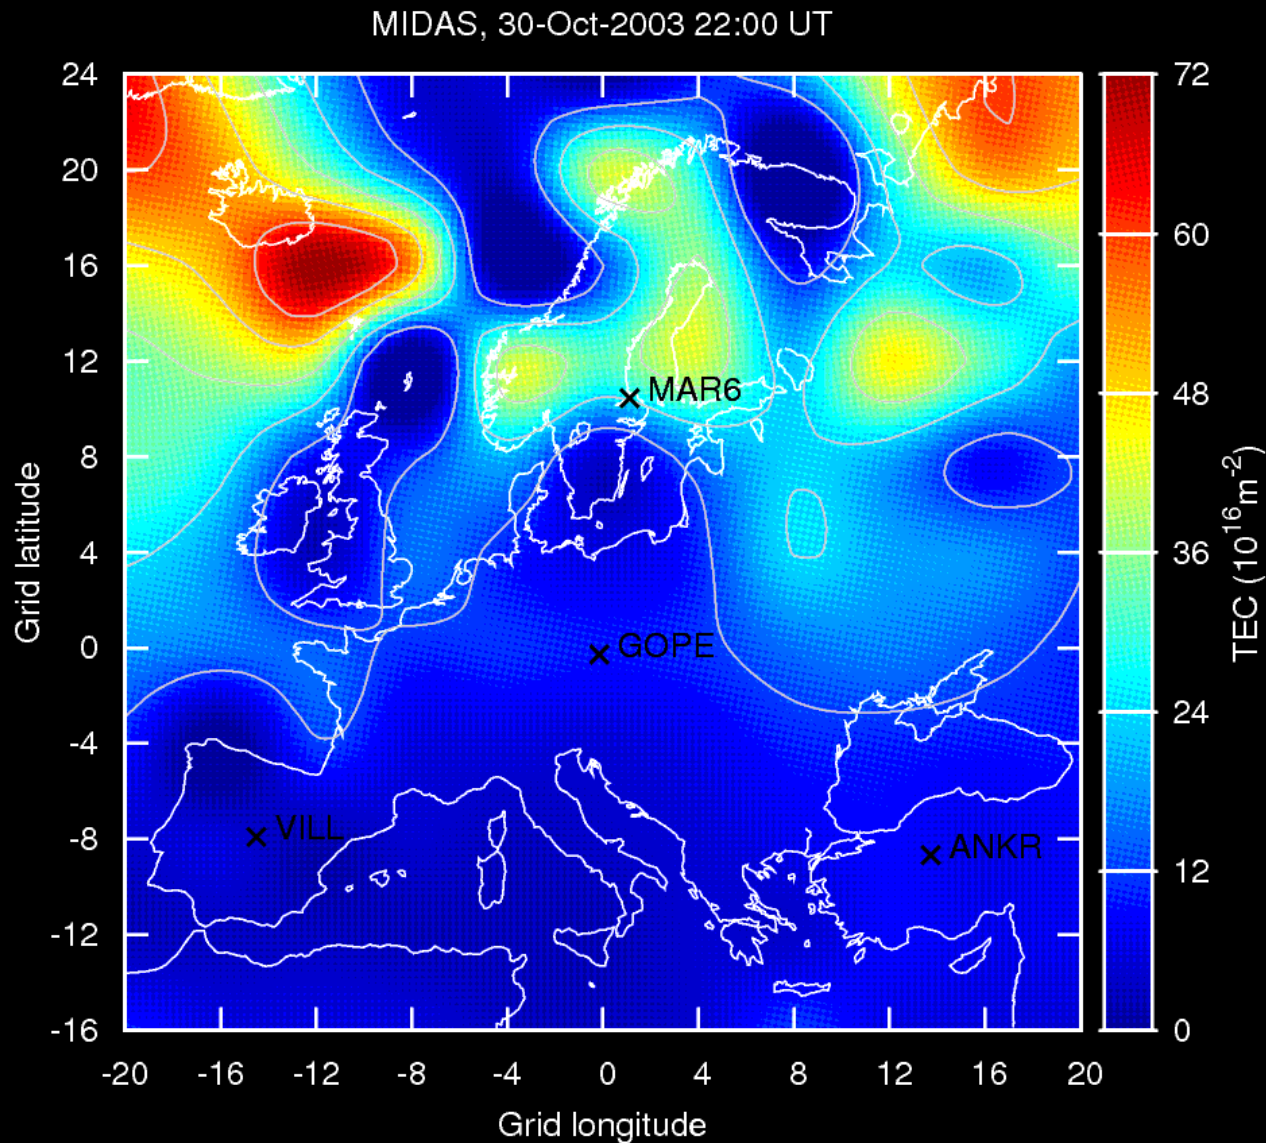 MIDAS, 30-Oct-2003 22:00 UT
24
20
16
12
8
4
0
-4
-8
-12
-16
Grid latitude
-20 -16 -12 -8 -4 0 4 8 12 16 20
Grid longitude
MAR6
GOPE
VILL
ANKR
72
60
48
36
24
12
0
TEC (10¹⁶m⁻²)